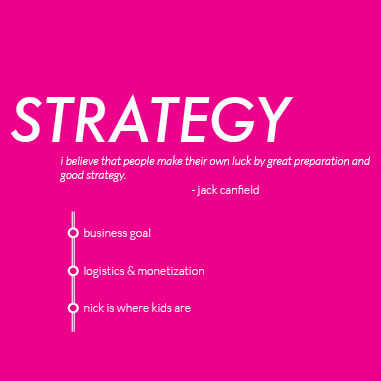 STRATEGY
i believe that people make their own luck by great preparation and
good strategy.
- jack canfield
business goal
logistics & monetization
nick is where kids are